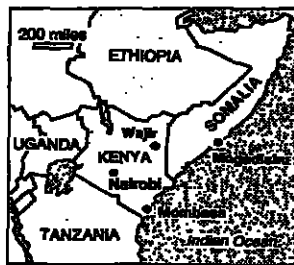 200 miles
ETHIOPIA
SOMALIA
Wajir
UGANDA
KENYA
Mogadishu
Nairobi
Mombasa
TANZANIA
Indian Ocean